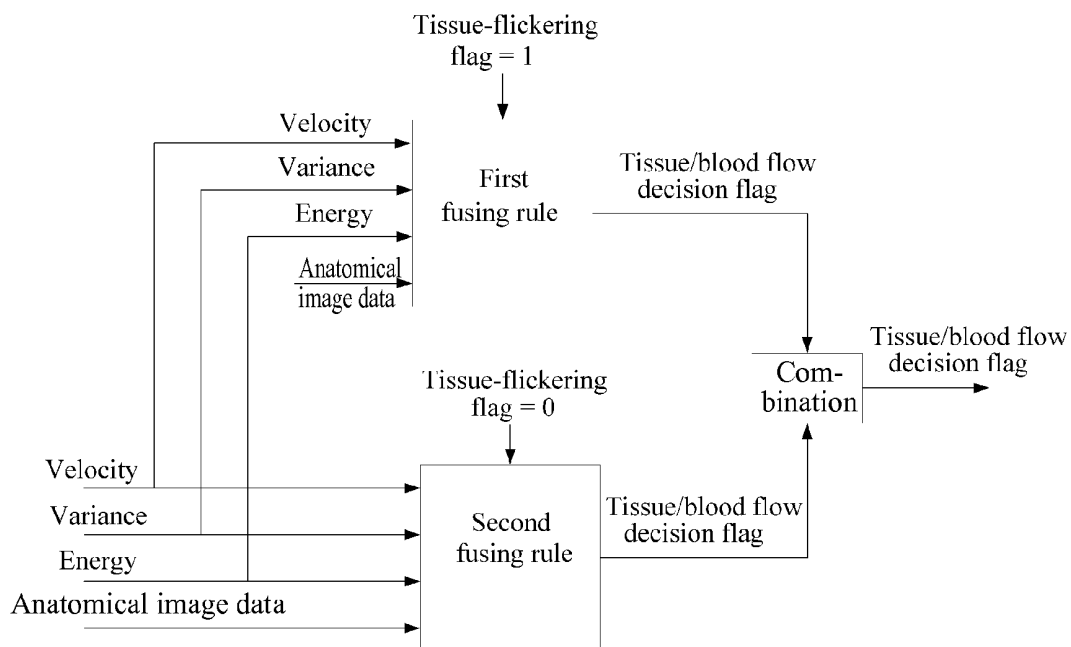 Tissue-flickering
flag = 1
Velocity
Variance
Energy
Anatomical
image data
First
fusing rule
Tissue/blood flow
decision flag
Tissue-flickering
flag = 0
Velocity
Variance
Energy
Anatomical image data
Second
fusing rule
Tissue/blood flow
decision flag
Com-
bination
Tissue/blood flow
decision flag